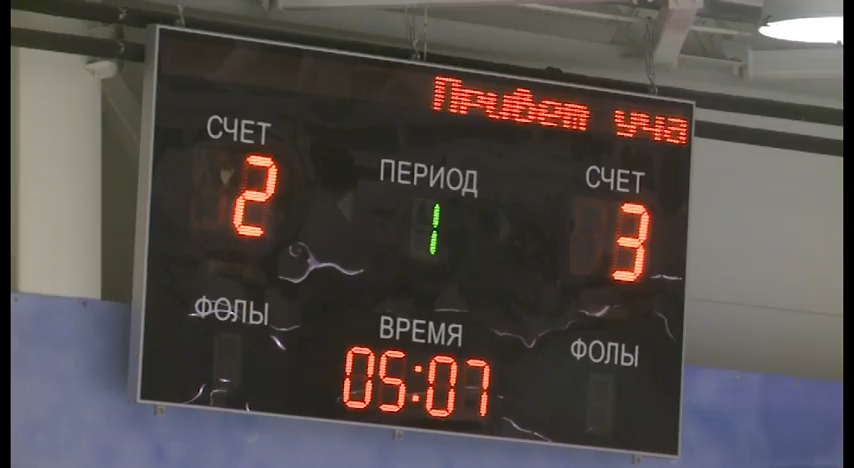 Привет уча
СЧЕТ ПЕРИОД СЧЕТ
2 1 3
ФОЛЫ ВРЕМЯ ФОЛЫ
05:07